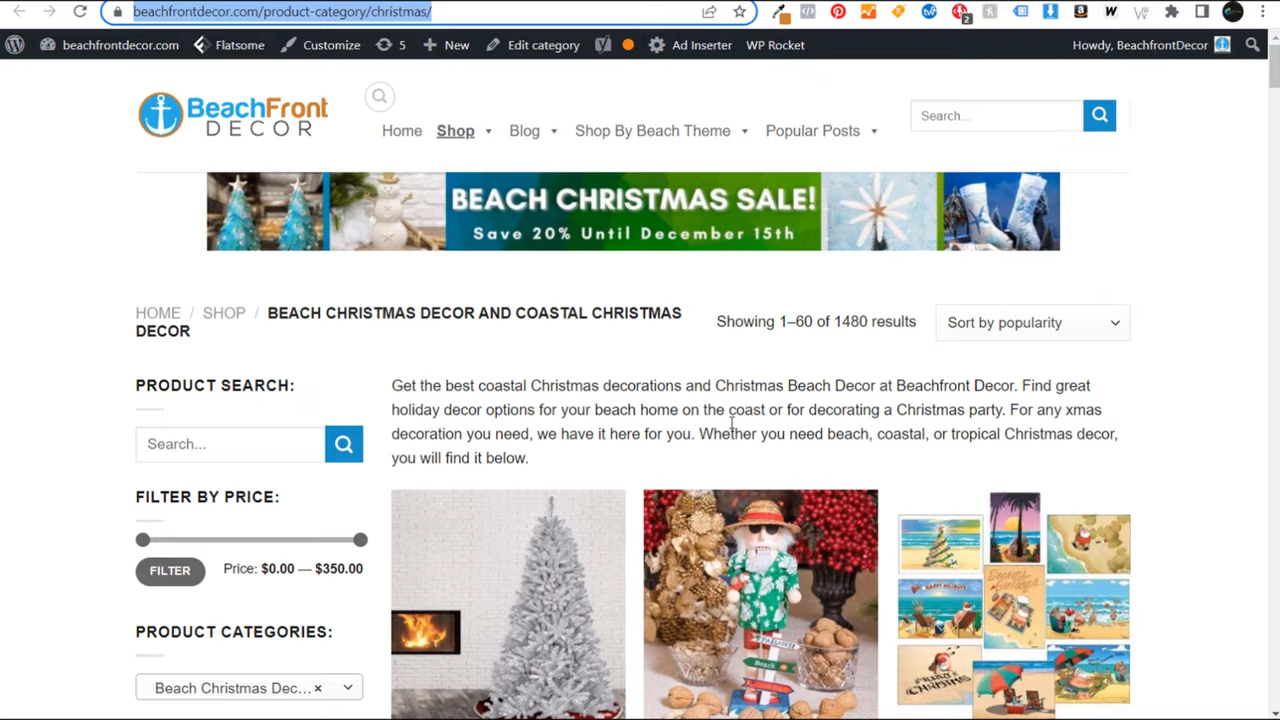 beachfrontdecor.com/product-category/christmas/
beachfrontdecor.com Flatsome Customize 5 New Edit category Ad Inserter WP Rocket Howdy, BeachfrontDecor
BeachFront
DECOR
Home Shop Blog Shop By Beach Theme Popular Posts
Search...
BEACH CHRISTMAS SALE!
Save 20% Until December 15th
HOME / SHOP / BEACH CHRISTMAS DECOR AND COASTAL CHRISTMAS
DECOR
Showing 1–60 of 1480 results
Sort by popularity
PRODUCT SEARCH:
Search...
FILTER BY PRICE:
FILTER Price: $0.00 — $350.00
PRODUCT CATEGORIES:
Beach Christmas Dec... ×
Get the best coastal Christmas decorations and Christmas Beach Decor at Beachfront Decor. Find great
holiday decor options for your beach home on the coast or for decorating a Christmas party. For any xmas
decoration you need, we have it here for you. Whether you need beach, coastal, or tropical Christmas decor,
you will find it below.
Beach